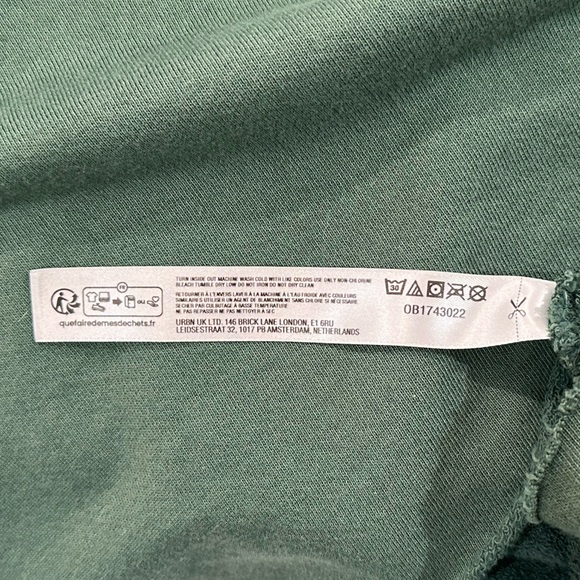 FR
OU
quefairedemesdechets.fr
TURN INSIDE OUT MACHINE WASH COLD WITH LIKE COLORS USE ONLY NON-CHLORINE
BLEACH TUMBLE DRY LOW DO NOT IRON DO NOT DRY CLEAN
RETOURNER À L'ENVERS LAVER À LA MACHINE À L'EAU FROIDE AVEC COULEURS
SIMILAIRES UTILISER UN AGENT DE BLANCHIMENT SANS CHLORE SI NÉCESSAIRE
SÉCHER PAR CULBUTAGE À BASSE TEMPÉRATURE
NE PAS REPASSER NE PAS NETTOYER À SEC
URBN UK LTD. 146 BRICK LANE LONDON, E1 6RU
LEIDSESTRAAT 32, 1017 PB AMSTERDAM, NETHERLANDS
30
OB1743022